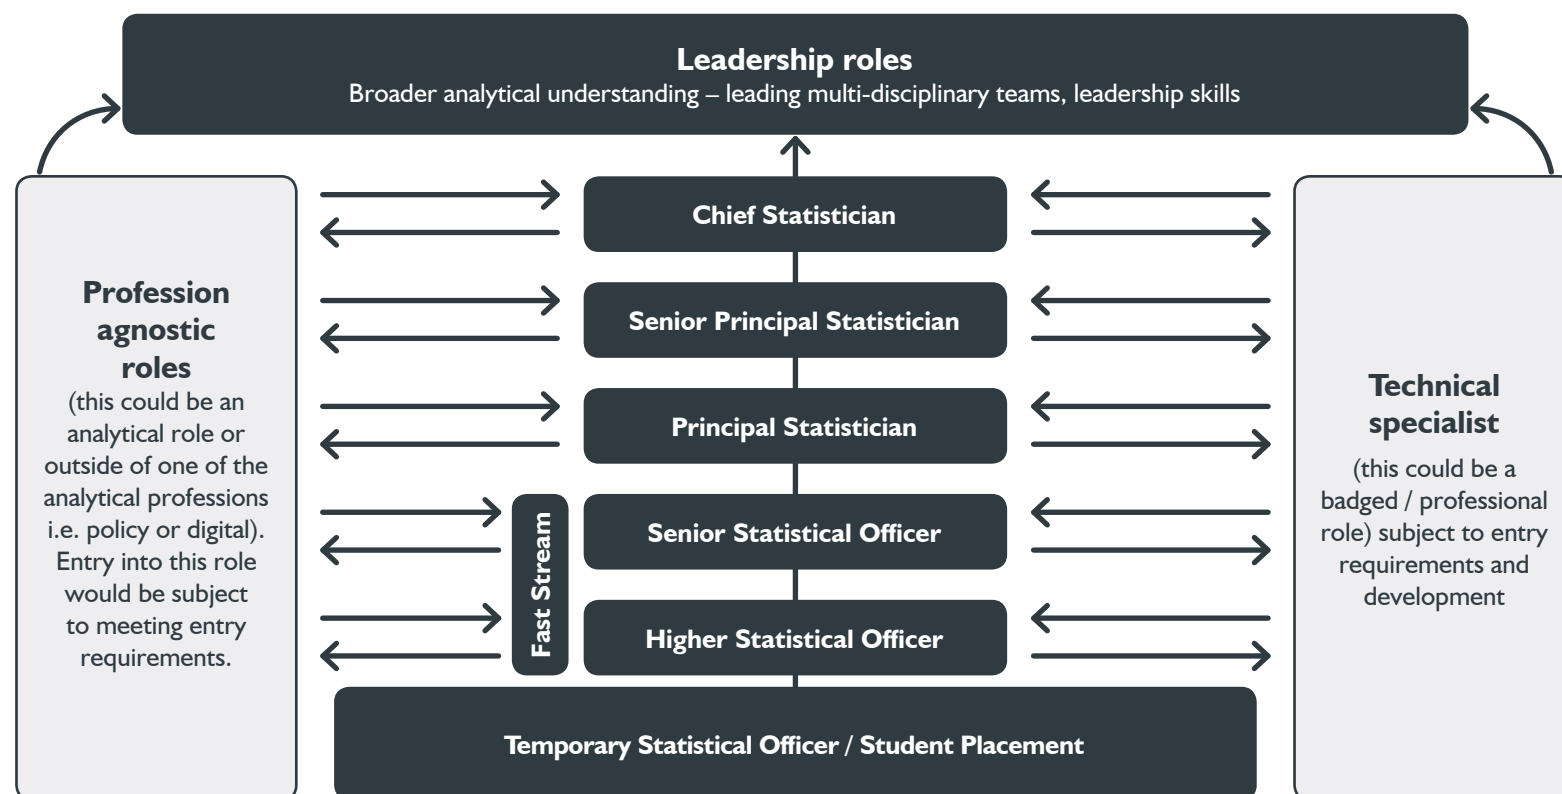 Leadership roles
Broader analytical understanding – leading multi-disciplinary teams, leadership skills
Profession
agnostic
roles
(this could be an
analytical role or
outside of one of the
analytical professions
i.e. policy or digital).
Entry into this role
would be subject
to meeting entry
requirements.
Chief Statistician
Senior Principal Statistician
Principal Statistician
Fast Stream
Senior Statistical Officer
Higher Statistical Officer
Temporary Statistical Officer / Student Placement
Technical
specialist
(this could be a
badged / professional
role) subject to entry
requirements and
development